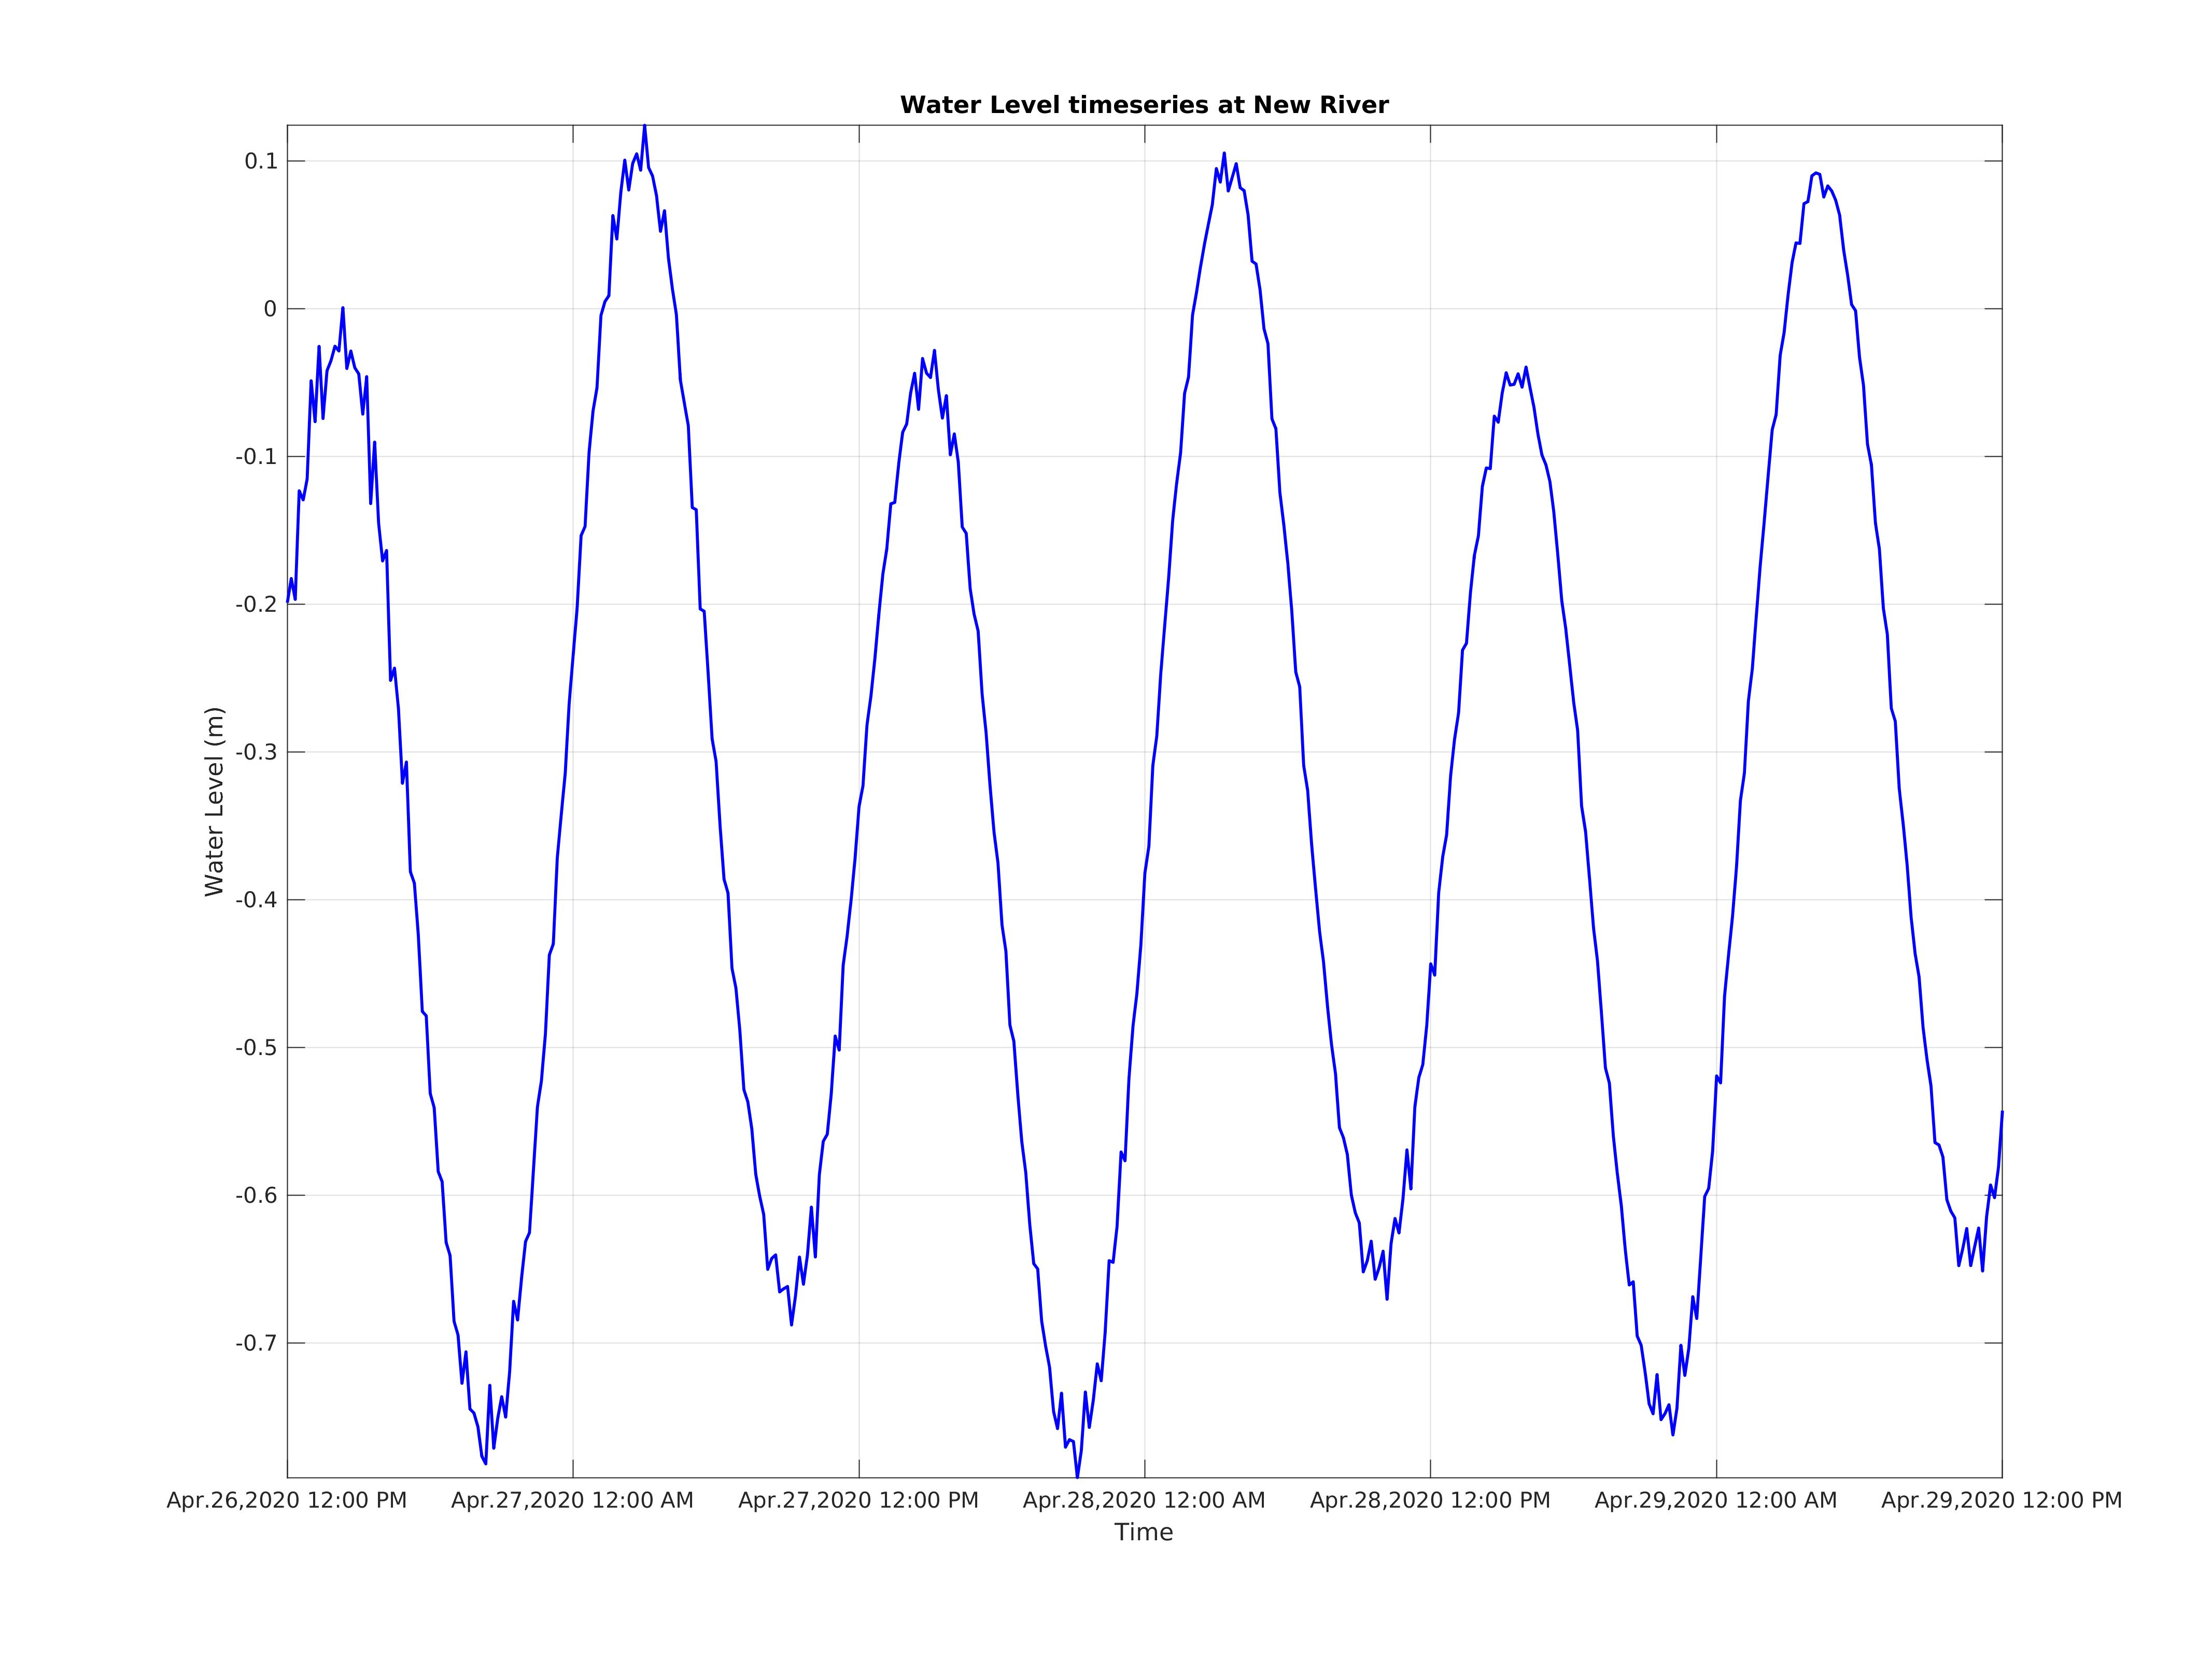 Water Level timeseries at New River
0.1
0
-0.1
-0.2
-0.3
-0.4
-0.5
-0.6
-0.7
Water Level (m)
Apr.26,2020 12:00 PM
Apr.27,2020 12:00 AM
Apr.27,2020 12:00 PM
Apr.28,2020 12:00 AM
Apr.28,2020 12:00 PM
Apr.29,2020 12:00 AM
Apr.29,2020 12:00 PM
Time